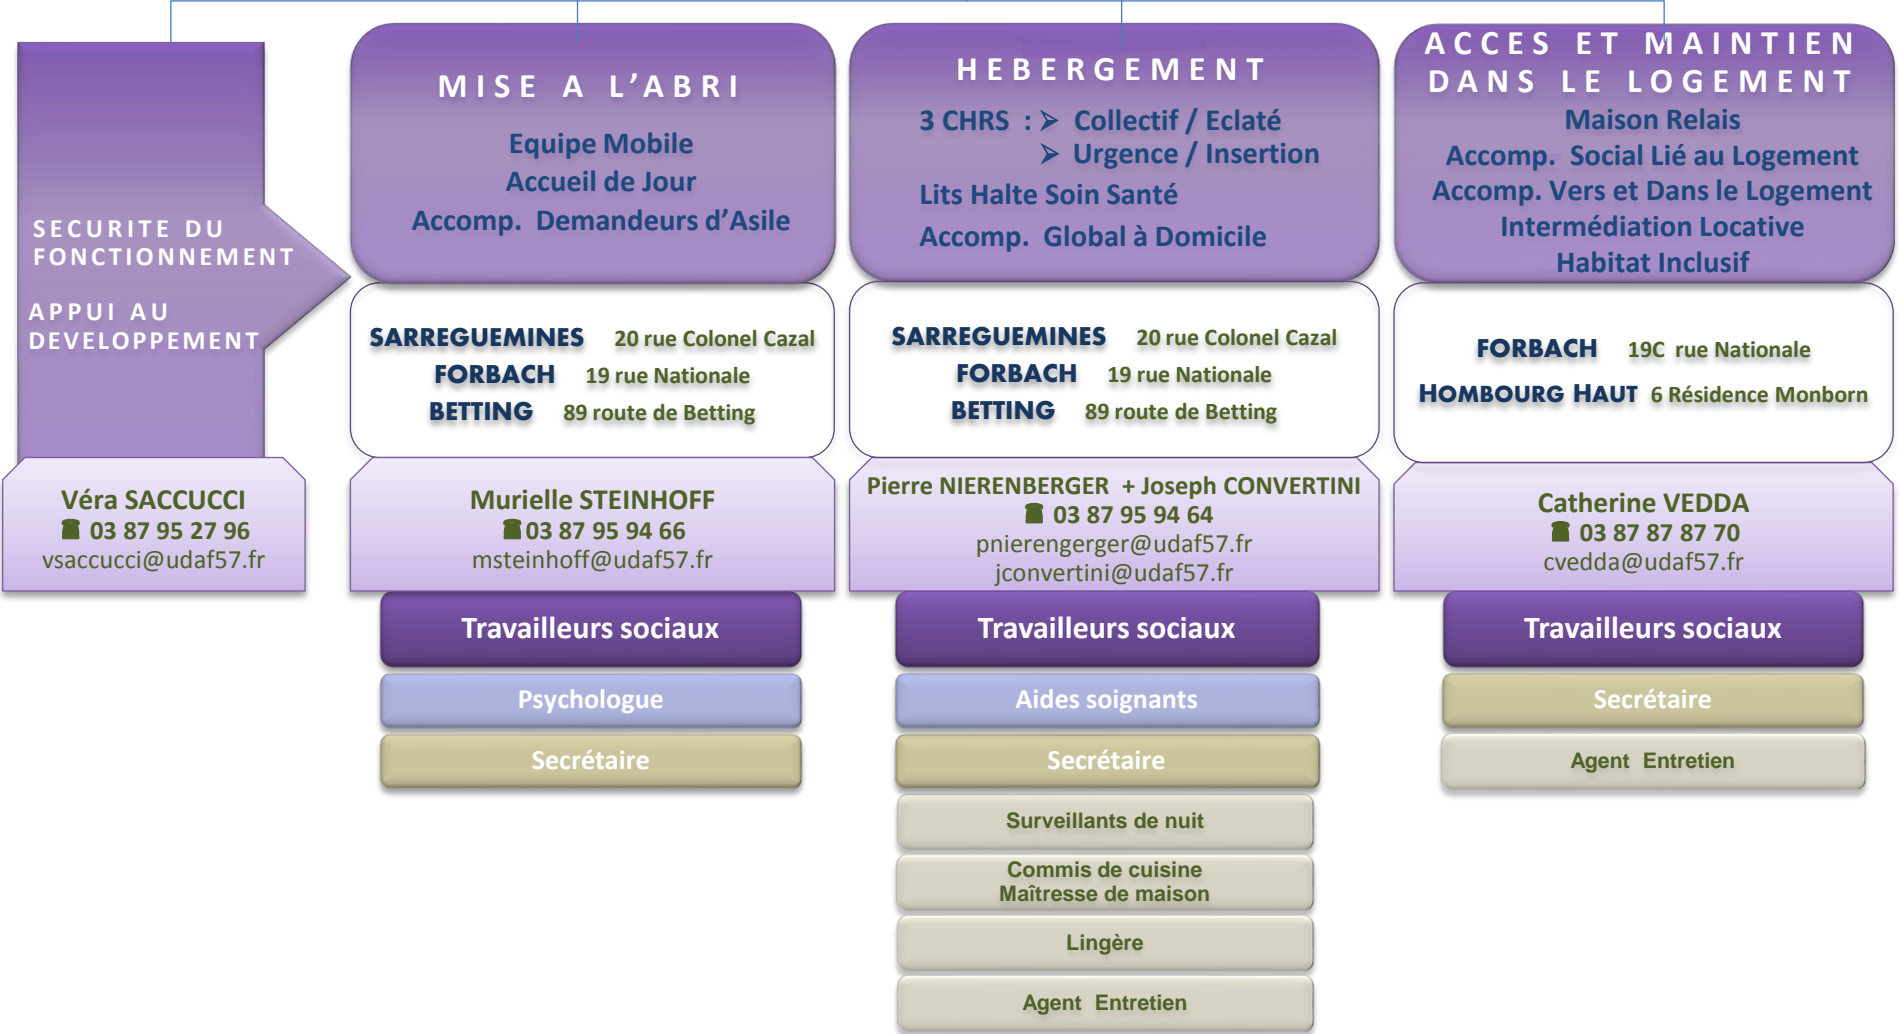 SECURITE DU
FONCTIONNEMENT
APPUI AU
DEVELOPPEMENT
Véra SACCUCCI
☎ 03 87 95 27 96
vsaccucci@udaf57.fr
MISE A L’ABRI
Equipe Mobile
Accueil de Jour
Accomp. Demandeurs d’Asile
SARREGUEMINES 20 rue Colonel Cazal
FORBACH 19 rue Nationale
BETTING 89 route de Betting
Murielle STEINHOFF
☎ 03 87 95 94 66
msteinhoff@udaf57.fr
Travailleurs sociaux
Psychologue
Secrétaire
HEBERGEMENT
3 CHRS : ➢ Collectif / Eclaté
➢ Urgence / Insertion
Lits Halte Soin Santé
Accomp. Global à Domicile
SARREGUEMINES 20 rue Colonel Cazal
FORBACH 19 rue Nationale
BETTING 89 route de Betting
Pierre NIERENBERGER + Joseph CONVERTINI
☎ 03 87 95 94 64
pnierengerger@udaf57.fr
jconvertini@udaf57.fr
Travailleurs sociaux
Aides soignants
Secrétaire
Surveillants de nuit
Commis de cuisine
Maîtresse de maison
Lingère
Agent Entretien
ACCES ET MAINTIEN
DANS LE LOGEMENT
Maison Relais
Accomp. Social Lié au Logement
Accomp. Vers et Dans le Logement
Intermédiation Locative
Habitat Inclusif
FORBACH 19C rue Nationale
HOMBOURG HAUT 6 Résidence Monborn
Catherine VEDDA
☎ 03 87 87 87 70
cvedda@udaf57.fr
Travailleurs sociaux
Secrétaire
Agent Entretien